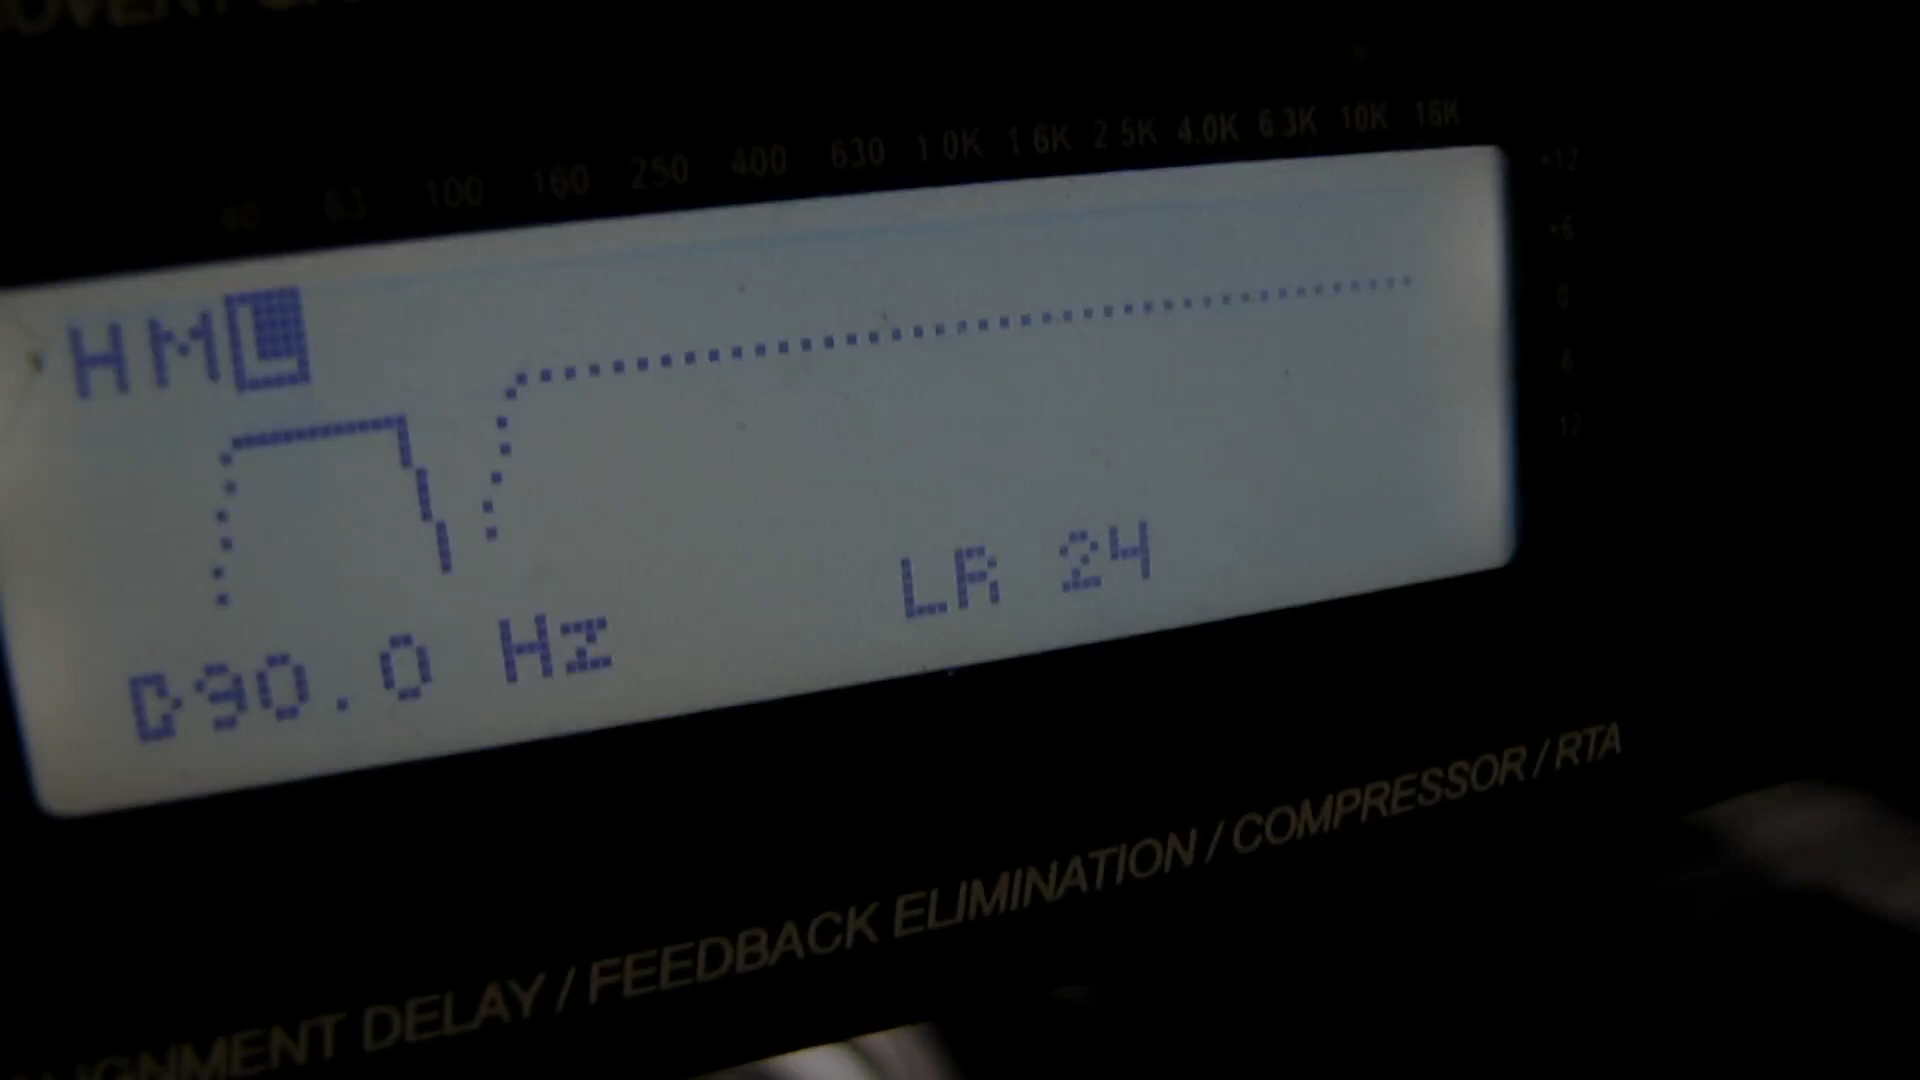 40 63 100 160 250 400 630 1.0K 1.6K 2.5K 4.0K 6.3K 10K 16K
+12
+6
0
6
12
HML
90.0 Hz LR 24
ALIGNMENT DELAY / FEEDBACK ELIMINATION / COMPRESSOR / RTA